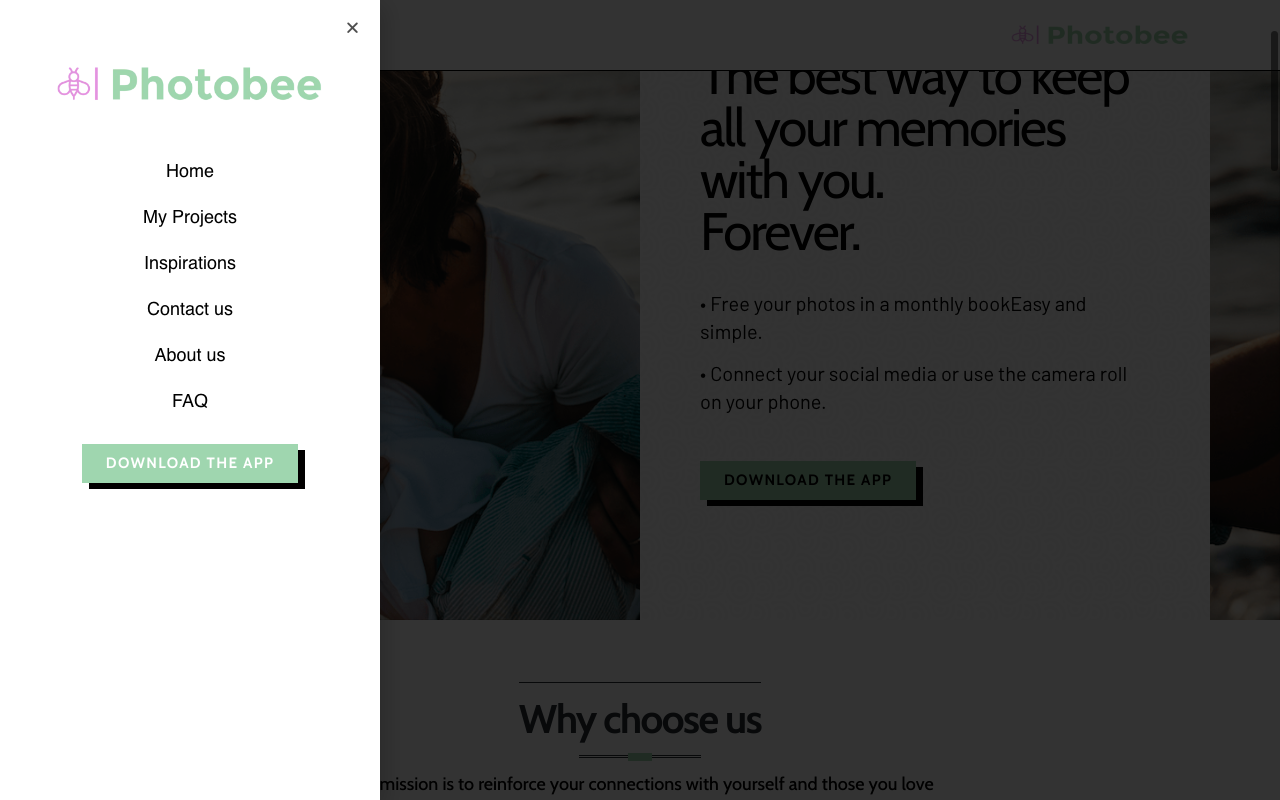 ×
Photobee
Home
My Projects
Inspirations
Contact us
About us
FAQ
DOWNLOAD THE APP
Photobee
The best way to keep
all your memories
with you.
Forever.
• Free your photos in a monthly bookEasy and
simple.
• Connect your social media or use the camera roll
on your phone.
DOWNLOAD THE APP
Why choose us
mission is to reinforce your connections with yourself and those you love